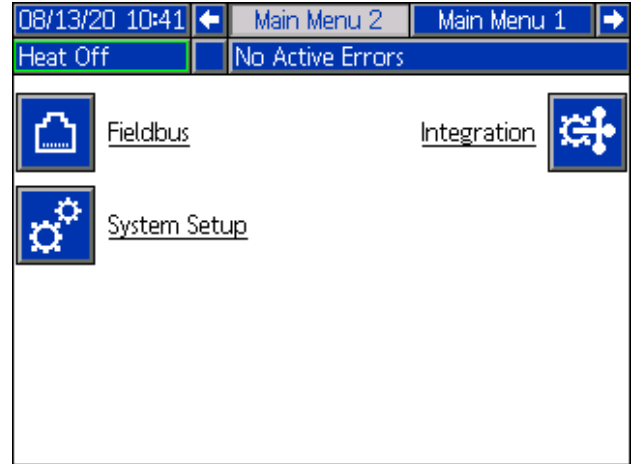 08/13/20 10:41 Main Menu 2 Main Menu 1
Heat Off No Active Errors
Fieldbus Integration
System Setup